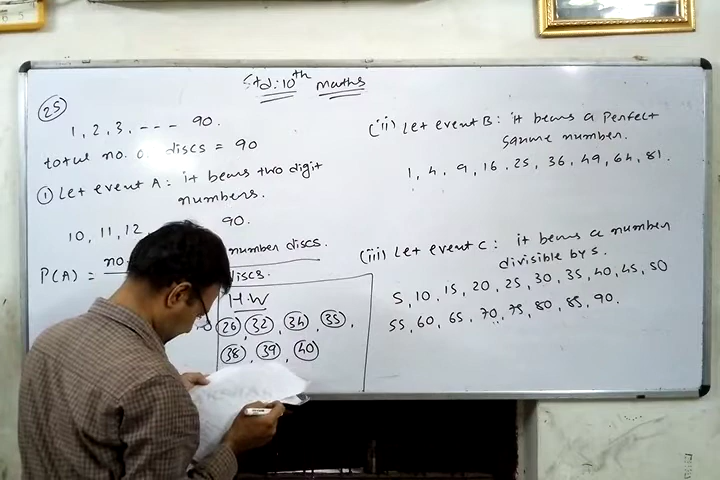 Std: 10th maths
25
1, 2, 3, --- 90.
total no. o discs = 90
① Let event A: it bears two digit
numbers.
10, 11, 12, 90.
P(A) = no. number discs.
discs.
H.W
26, 32, 34, 35,
38, 39, 40
(ii) Let event B: it bears a perfect
square number.
1, 4, 9, 16, 25, 36, 49, 64, 81.
(iii) Let event C: it bears a number
divisible by 5.
5, 10, 15, 20, 25, 30, 35, 40, 45, 50
55, 60, 65, 70, 75, 80, 85, 90.